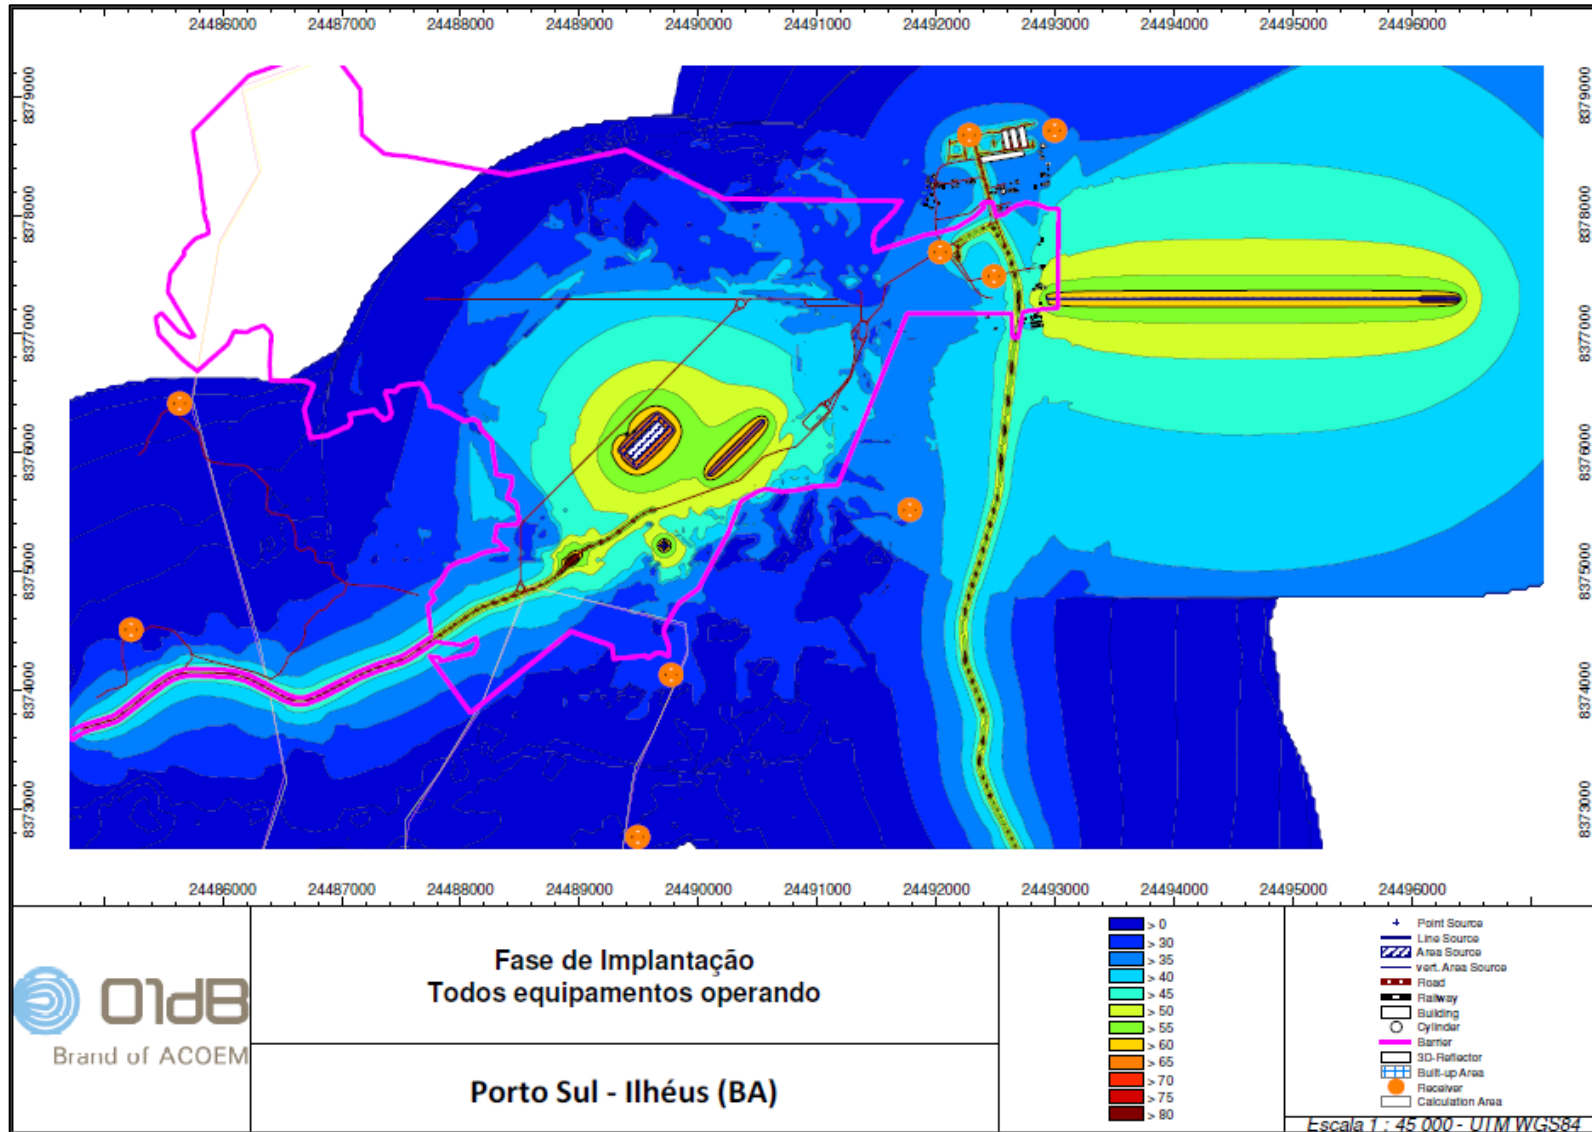 24486000 24487000 24488000 24489000 24490000 24491000 24492000 24493000 24494000 24495000 24496000
8379000 8379000
8378000 8378000
8377000 8377000
8376000 8376000
8375000 8375000
8374000 8374000
8373000 8373000
24486000 24487000 24488000 24489000 24490000 24491000 24492000 24493000 24494000 24495000 24496000
01dB
Brand of ACOEM
Fase de Implantação
Todos equipamentos operando
Porto Sul - Ilhéus (BA)
> 0
> 30
> 35
> 40
> 45
> 50
> 55
> 60
> 65
> 70
> 75
> 80
Point Source
Line Source
Area Source
vert. Area Source
Road
Railway
Building
Cylinder
Barrier
3D-Reflector
Built-up Area
Receiver
Calculation Area
Escala 1 : 45 000 - UTM WGS84